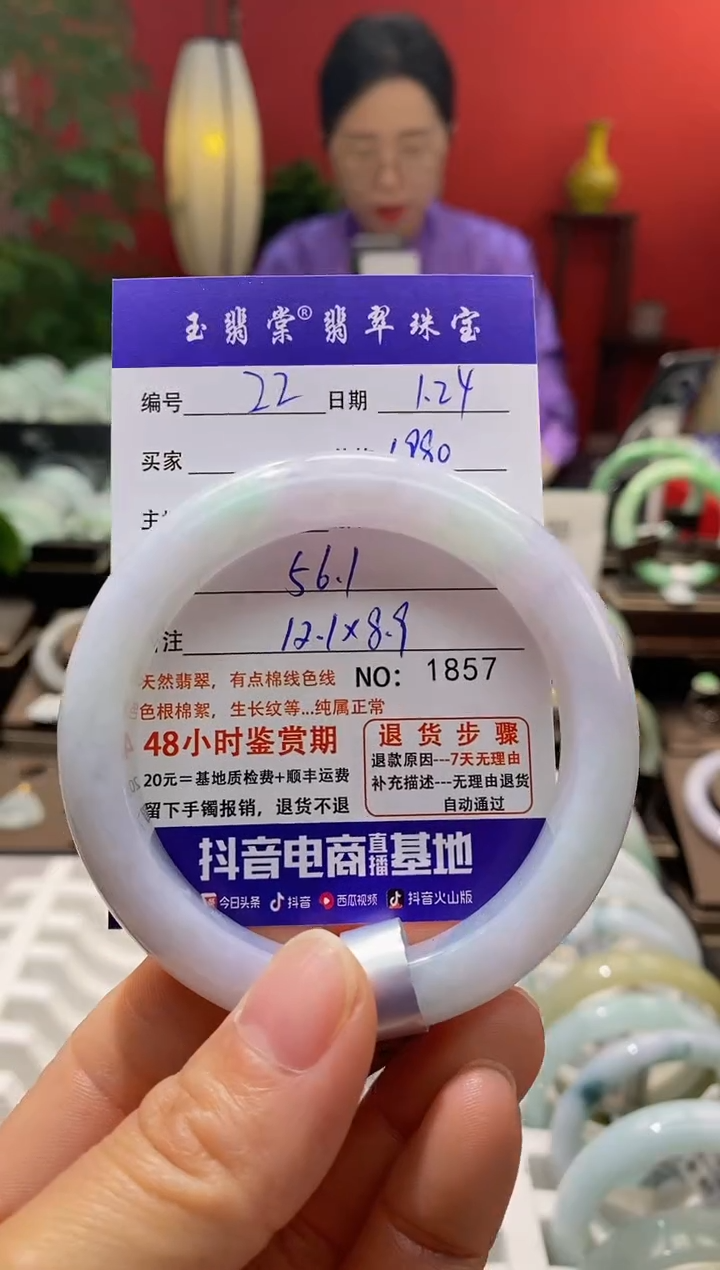 玉翡棠®翡翠珠宝
编号 22 日期 1.24
买家 1880
主
56.1
注 12.1×8.9
天然翡翠，有点棉线色线 NO: 1857
色根棉絮，生长纹等...纯属正常
48小时鉴赏期
20元=基地质检费+顺丰运费
留下手镯报销，退货不退
退货步骤
退款原因---7天无理由
补充描述---无理由退货
自动通过
抖音电商直播基地
今日头条 抖音 西瓜视频 抖音火山版